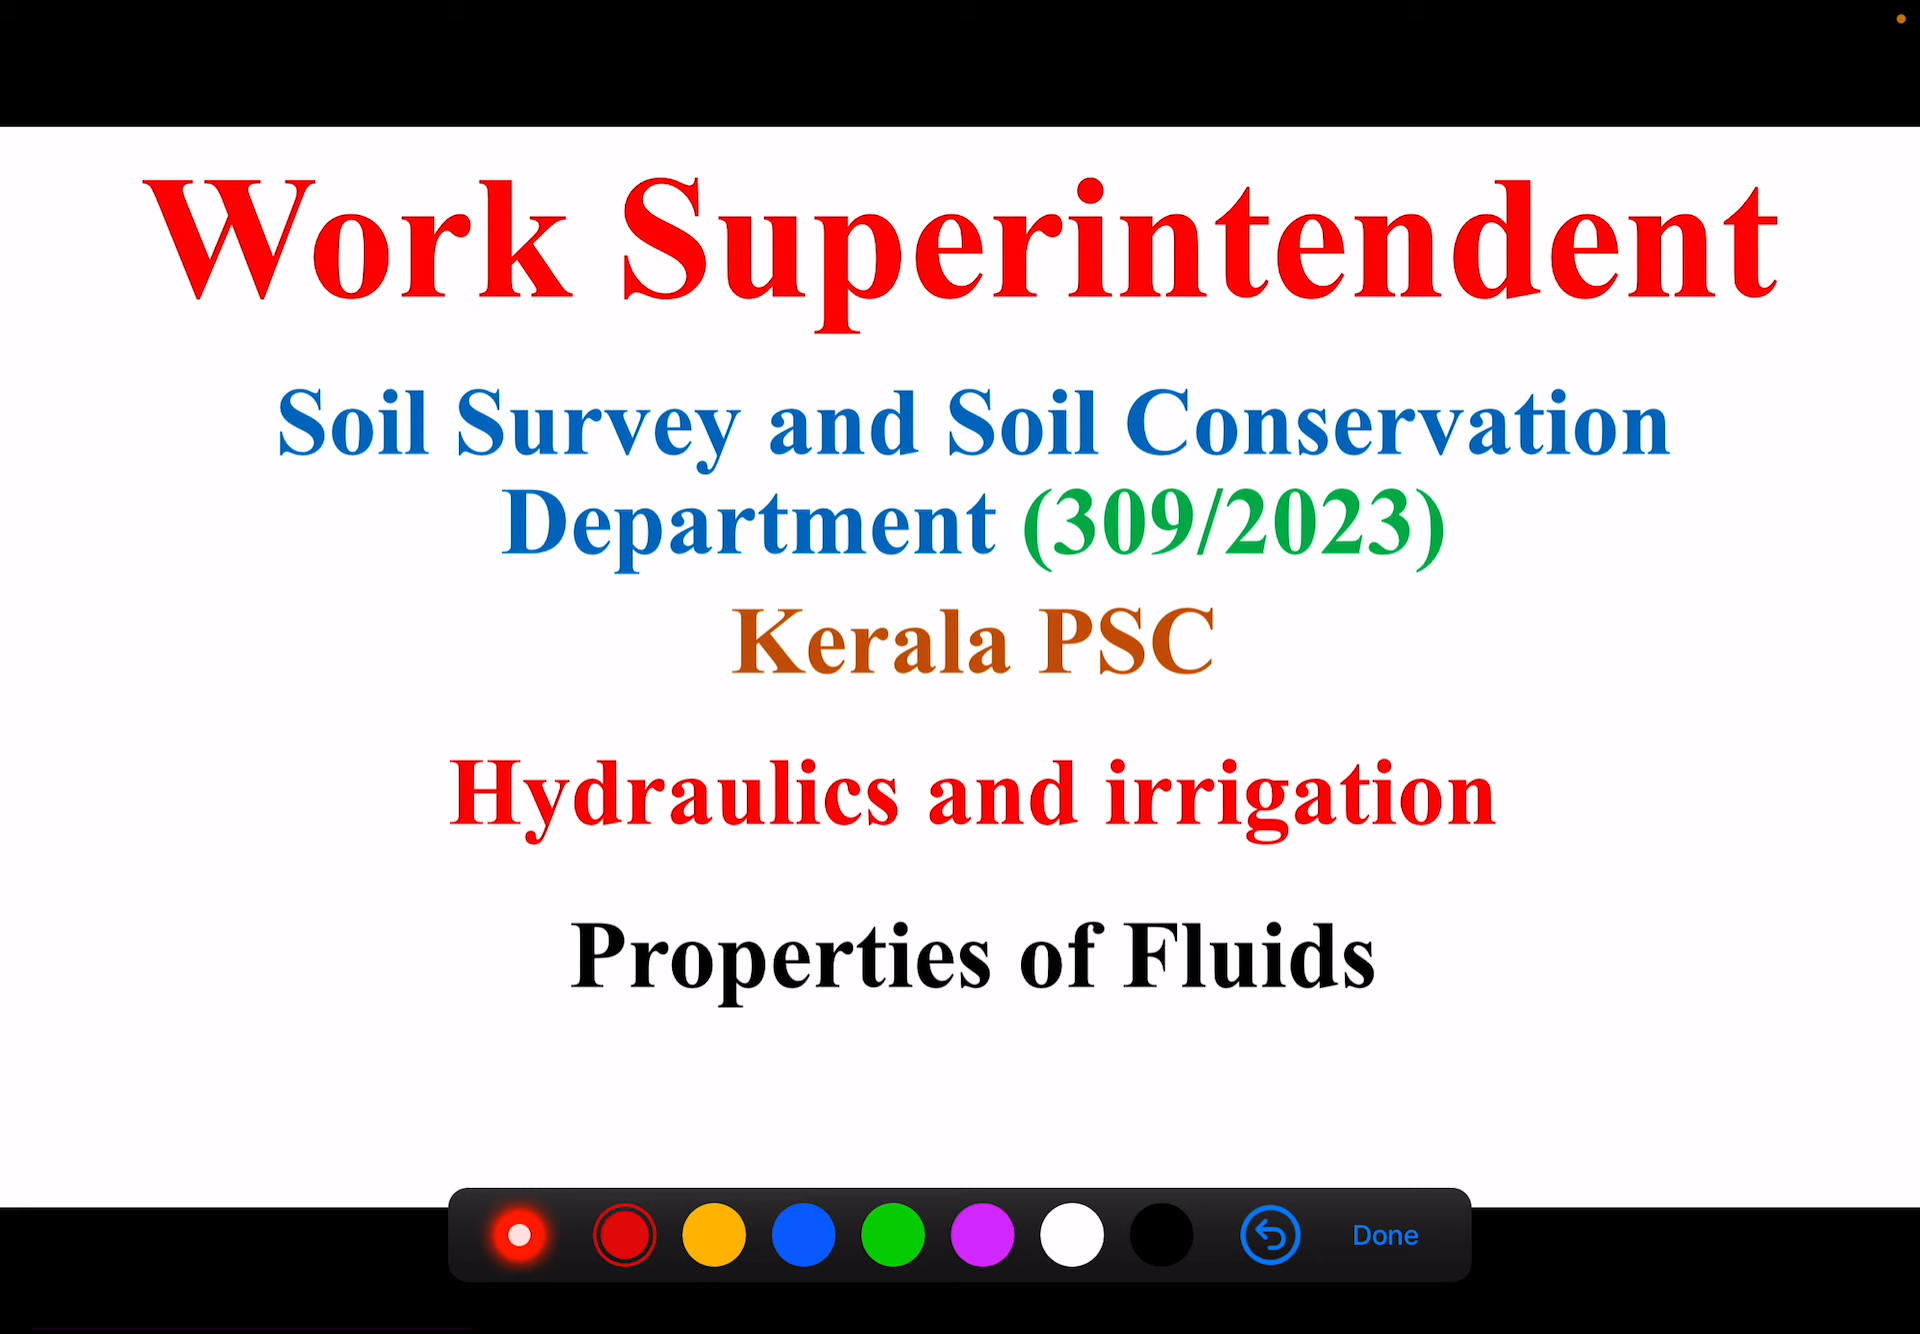 Work Superintendent
Soil Survey and Soil Conservation
Department (309/2023)
Kerala PSC
Hydraulics and irrigation
Properties of Fluids
Done